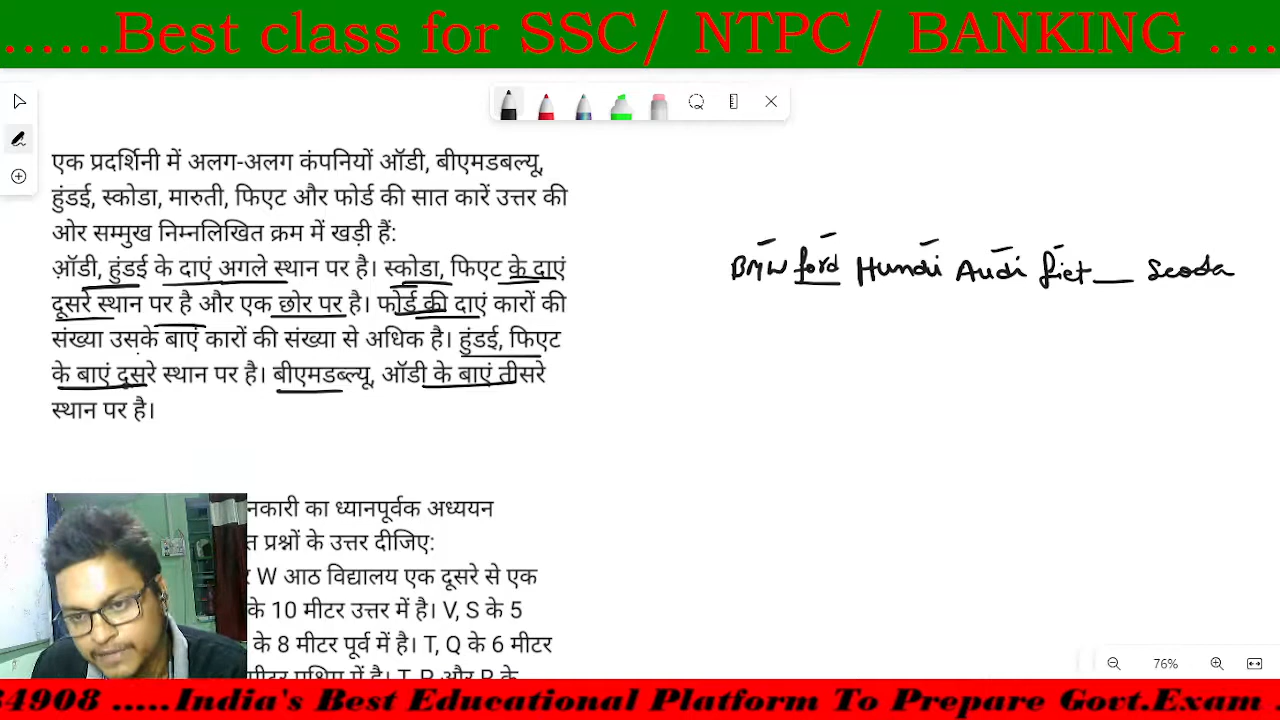 ......Best class for SSC/ NTPC/ BANKING ....
एक प्रदर्शिनी में अलग-अलग कंपनियों ऑडी, बीएमडबल्यू,
हुंडई, स्कोडा, मारुती, फिएट और फोर्ड की सात कारें उत्तर की
ओर सम्मुख निम्नलिखित क्रम में खड़ी हैं:
ऑडी, हुंडई के दाएं अगले स्थान पर है। स्कोडा, फिएट के दाएं
दूसरे स्थान पर है और एक छोर पर है। फोर्ड की दाएं कारों की
संख्या उसके बाएं कारों की संख्या से अधिक है। हुंडई, फिएट
के बाएं दूसरे स्थान पर है। बीएमडब्ल्यू, ऑडी के बाएं तीसरे
स्थान पर है।
BMW ford Hundi Audi fiet __ Scoda
नकारी का ध्यानपूर्वक अध्ययन
त प्रश्नों के उत्तर दीजिए:
W आठ विद्यालय एक दूसरे से एक
के 10 मीटर उत्तर में है। V, S के 5
के 8 मीटर पूर्व में है। T, Q के 6 मीटर
76%
34908 .....India's Best Educational Platform To Prepare Govt.Exam .